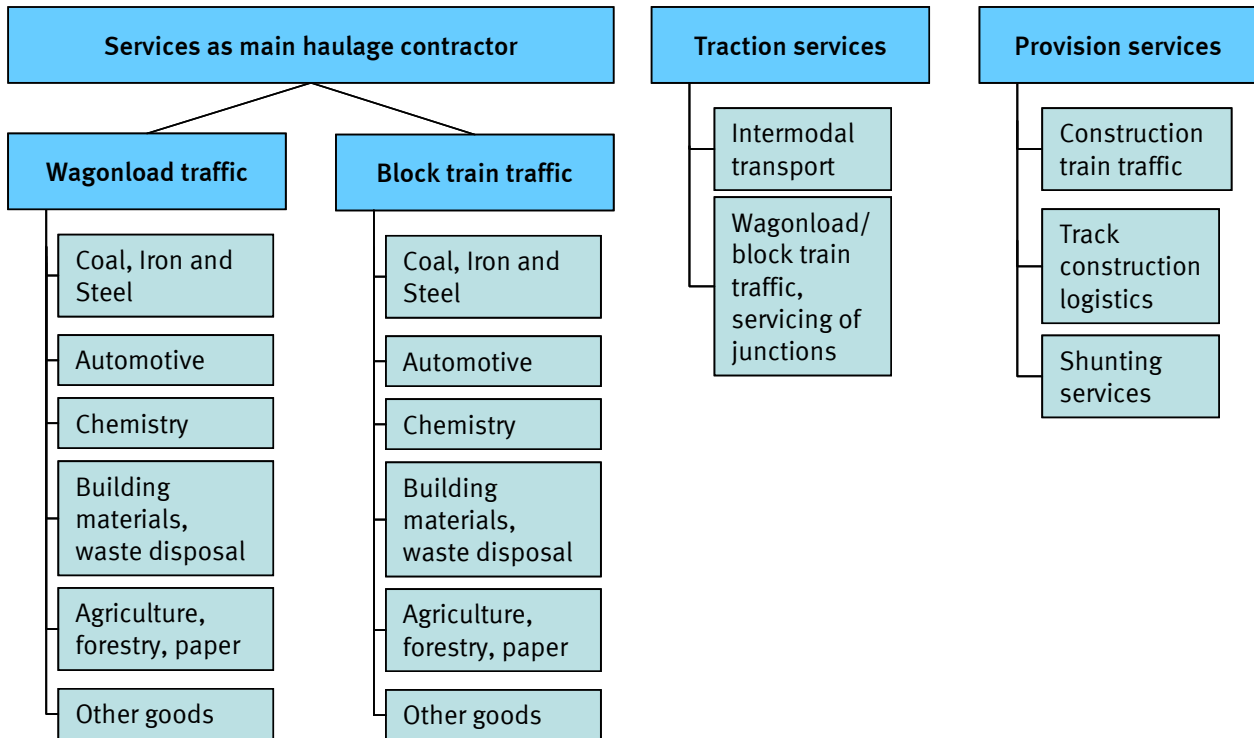 Services as main haulage contractor
Traction services
Provision services
Wagonload traffic
Coal, Iron and
Steel
Automotive
Chemistry
Building
materials,
waste disposal
Agriculture,
forestry, paper
Other goods
Block train traffic
Coal, Iron and
Steel
Automotive
Chemistry
Building
materials,
waste disposal
Agriculture,
forestry, paper
Other goods
Intermodal
transport
Wagonload/
block train
traffic,
servicing of
junctions
Construction
train traffic
Track
construction
logistics
Shunting
services